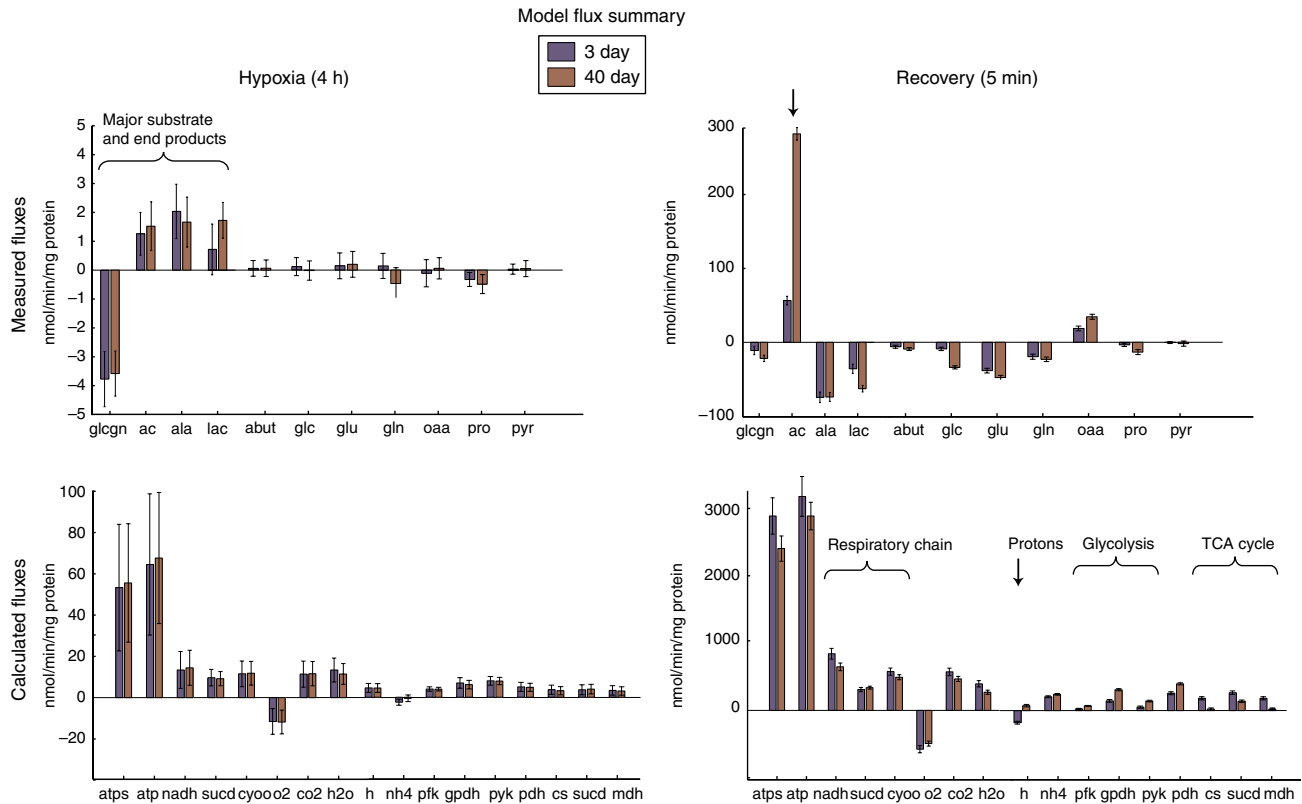 Model flux summary
3 day
40 day
Hypoxia (4 h)
Major substrate
and end products
Measured fluxes
nmol/min/mg protein
5
4
3
2
1
0
−1
−2
−3
−4
−5
glcgn ac ala lac abut glc glu gln oaa pro pyr
Recovery (5 min)
nmol/min/mg protein
300
200
100
0
−100
glcgn ac ala lac abut glc glu gln oaa pro pyr
Calculated fluxes
nmol/min/mg protein
100
80
60
40
20
0
−20
atps atp nadh sucd cyoo o2 co2 h2o h nh4 pfk gpdh pyk pdh cs sucd mdh
nmol/min/mg protein
3000
2000
1000
0
Respiratory chain
Protons
Glycolysis
TCA cycle
atps atp nadh sucd cyoo o2 co2 h2o h nh4 pfk gpdh pyk pdh cs sucd mdh